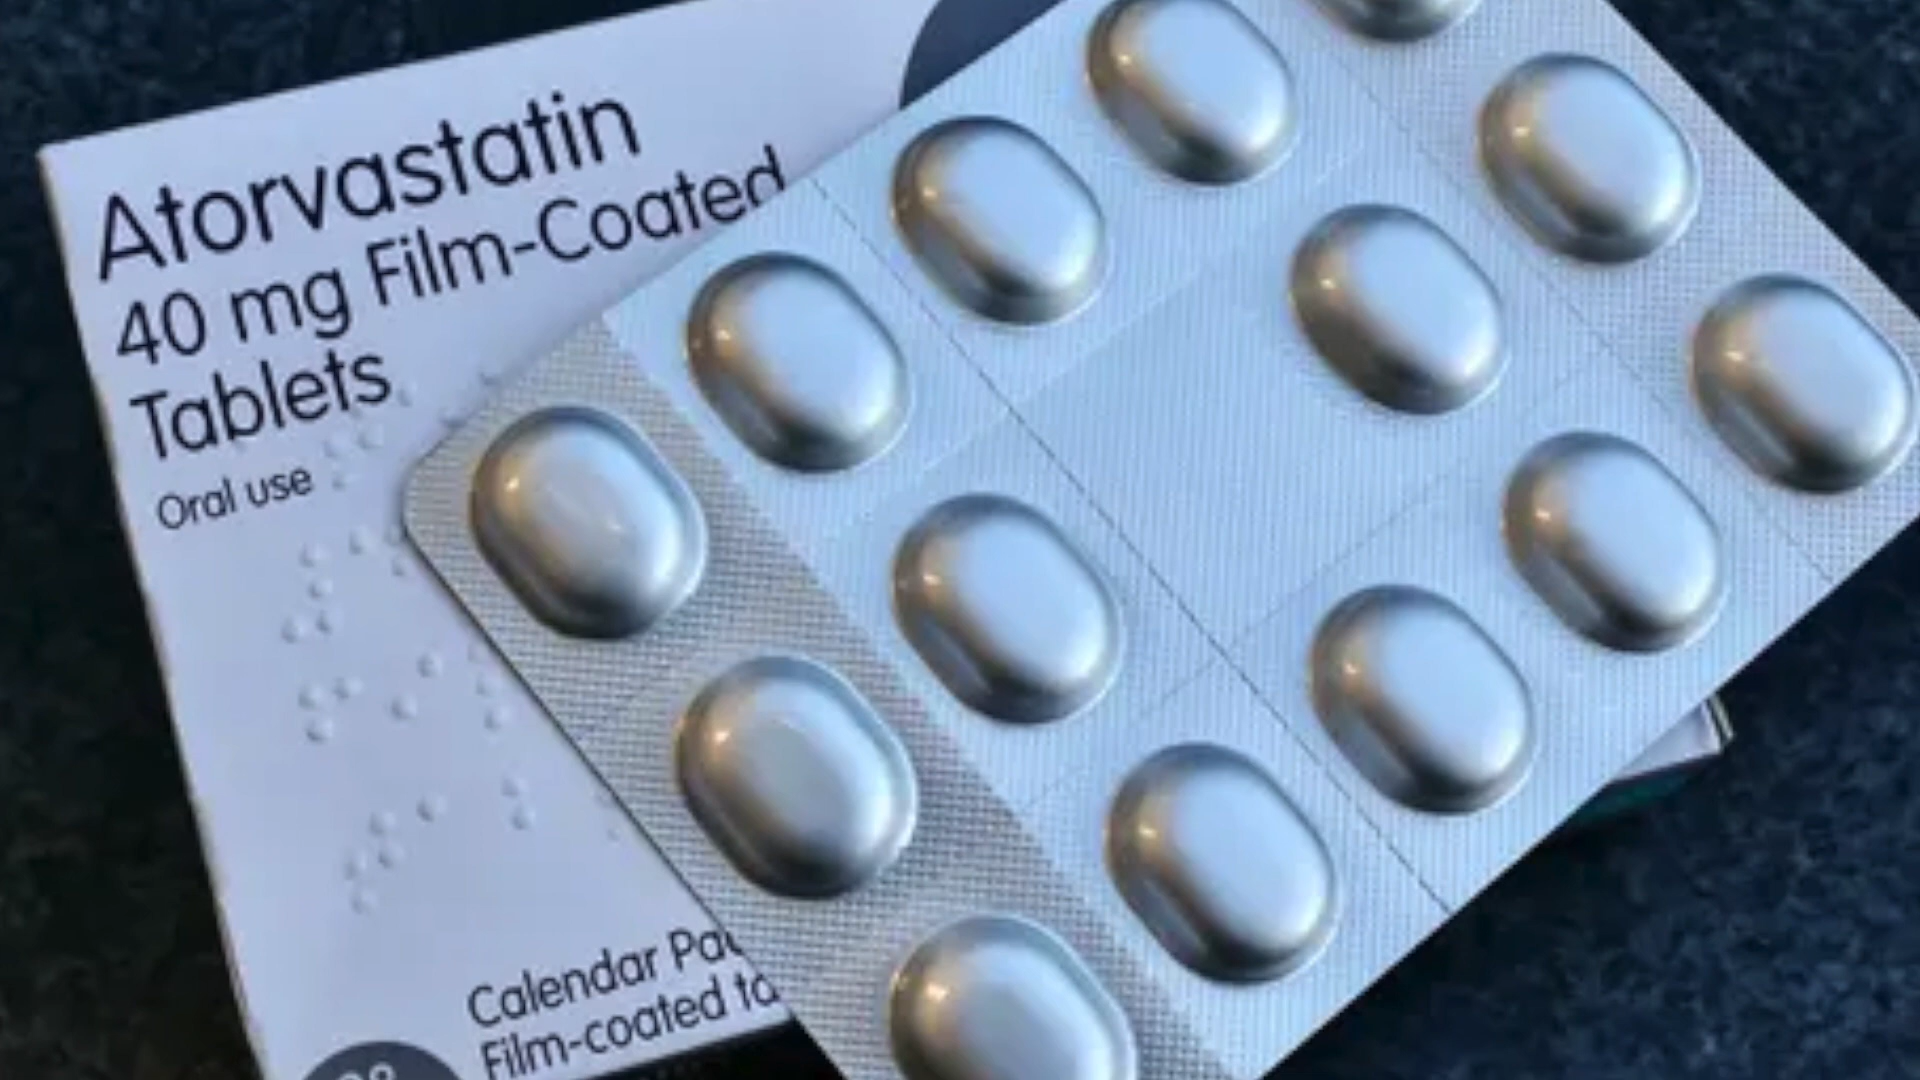 Atorvastatin
40 mg Film-Coated
Tablets
Oral use
Calendar
Film-coated